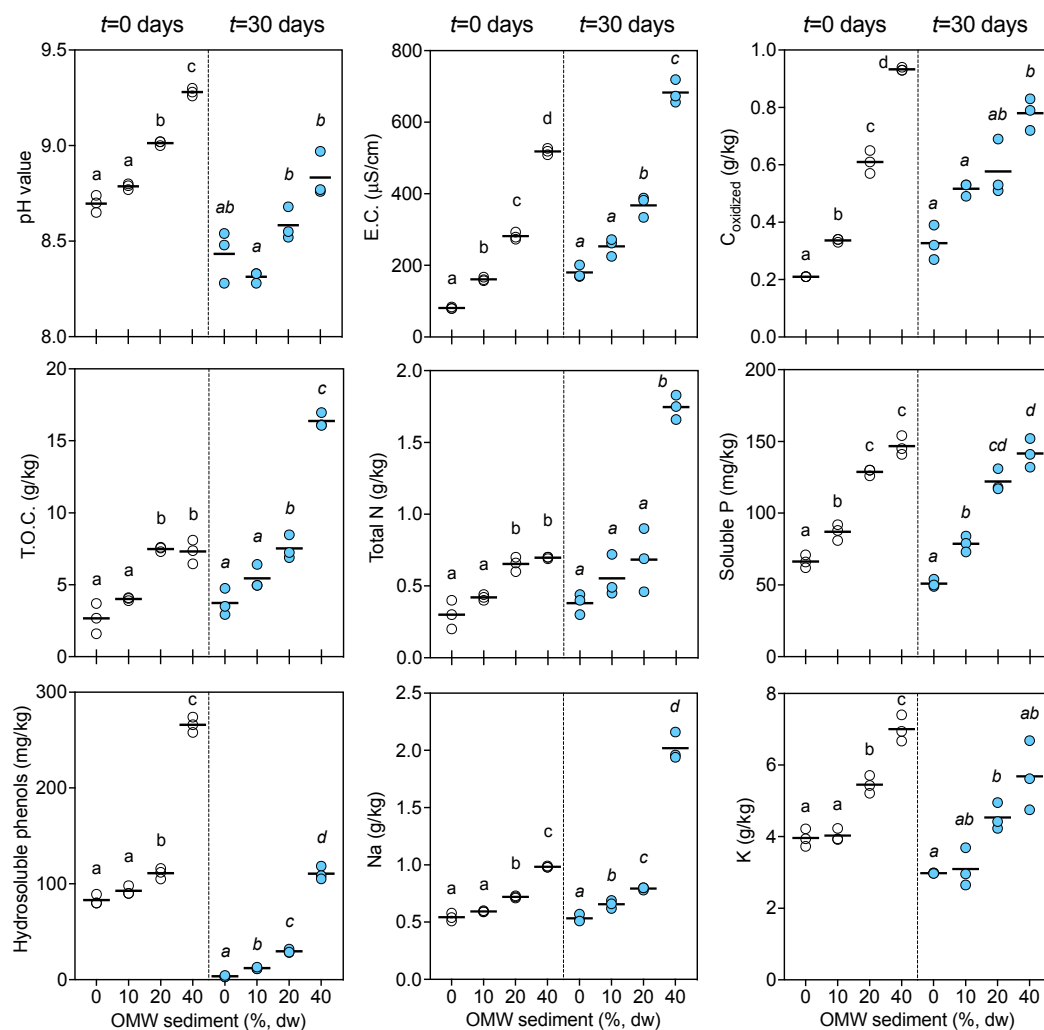 t=0 days t=30 days t=0 days t=30 days t=0 days t=30 days
pH value
9.5
9.0
8.5
8.0
a a b c ab a b b
E.C. (µS/cm)
800
600
400
200
0
a b c d a a b c
C oxidized (g/kg)
1.0
0.8
0.6
0.4
0.2
0.0
a b c d a a ab b
T.O.C. (g/kg)
20
15
10
5
0
a a b b a a b c
Total N (g/kg)
2.0
1.5
1.0
0.5
0.0
a a b b a a a b
Soluble P (mg/kg)
200
150
100
50
0
a b c c a b cd d
Hydrosoluble phenols (mg/kg)
300
200
100
0
a a b c a b c d
0 10 20 40 0 10 20 40
OMW sediment (%, dw)
Na (g/kg)
2.5
2.0
1.5
1.0
0.5
0.0
a a b c a b c d
0 10 20 40 0 10 20 40
OMW sediment (%, dw)
K (g/kg)
8
6
4
2
0
a a b c a ab b ab
0 10 20 40 0 10 20 40
OMW sediment (%, dw)